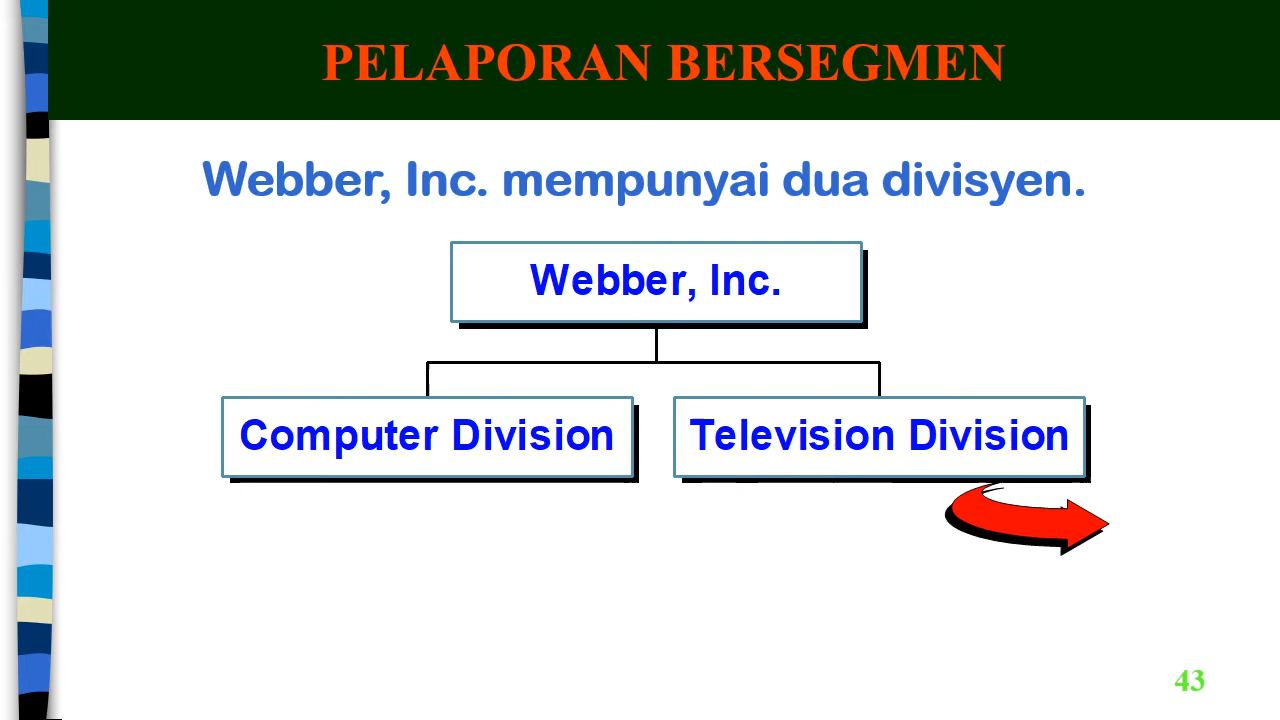 PELAPORAN BERSEGMEN
Webber, Inc. mempunyai dua divisyen.
Webber, Inc.
Computer Division
Television Division
43